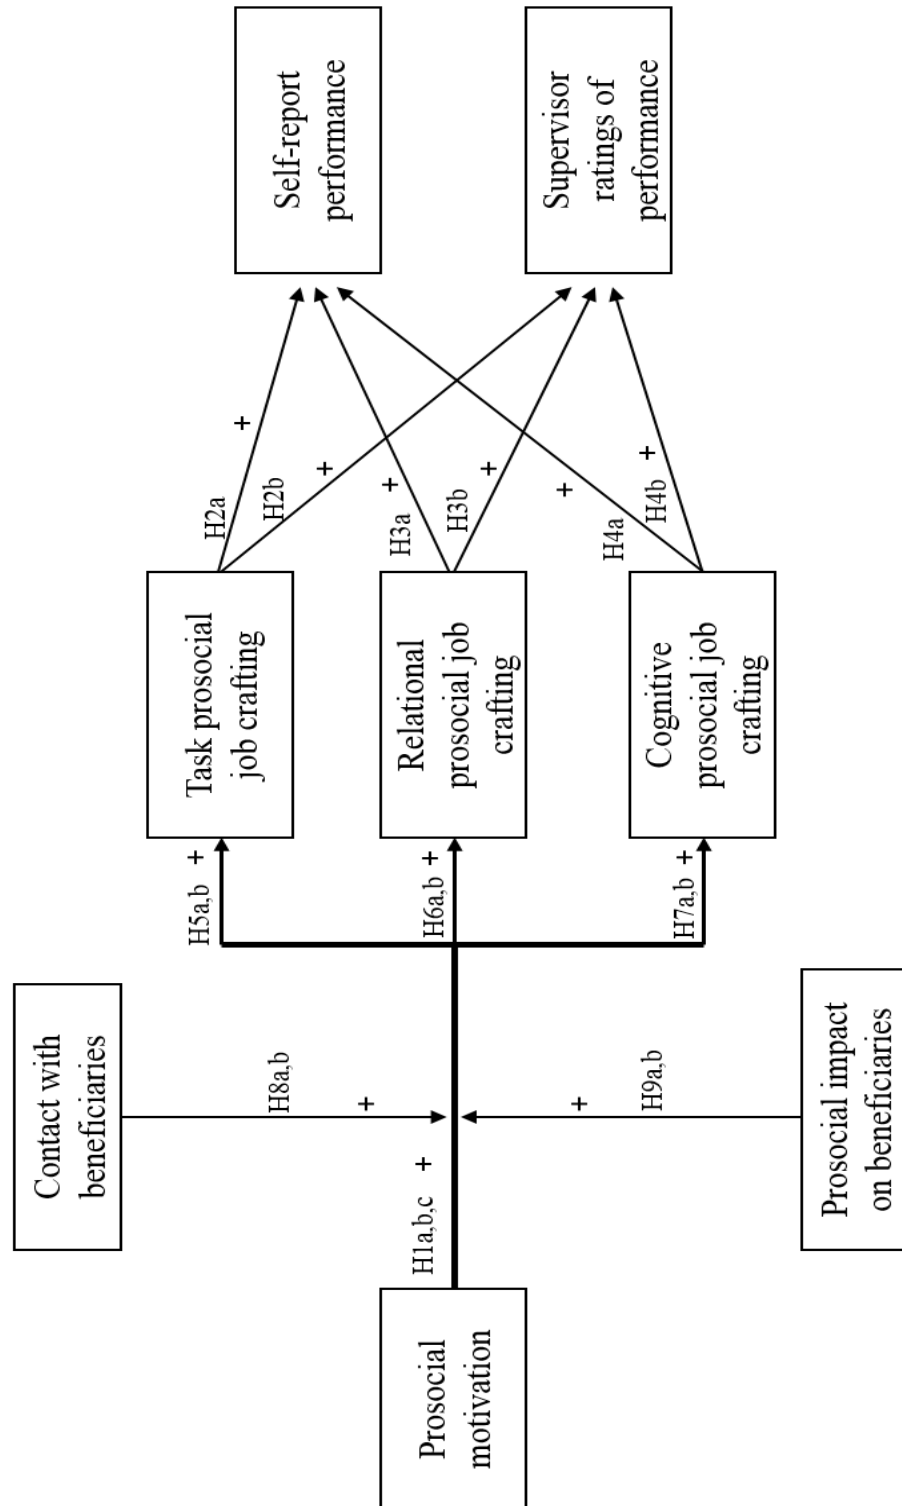 Contact with
beneficiaries
H8a,b
+
Prosocial
motivation
H1a,b,c
+
+
H9a,b
Prosocial impact
on beneficiaries
H5a,b
+
H6a,b
+
H7a,b
+
Task prosocial
job crafting
Relational
prosocial job
crafting
Cognitive
prosocial job
crafting
H2a
+
H2b
+
H3a
+
H3b
+
H4a
+
H4b
+
Self-report
performance
Supervisor
ratings of
performance